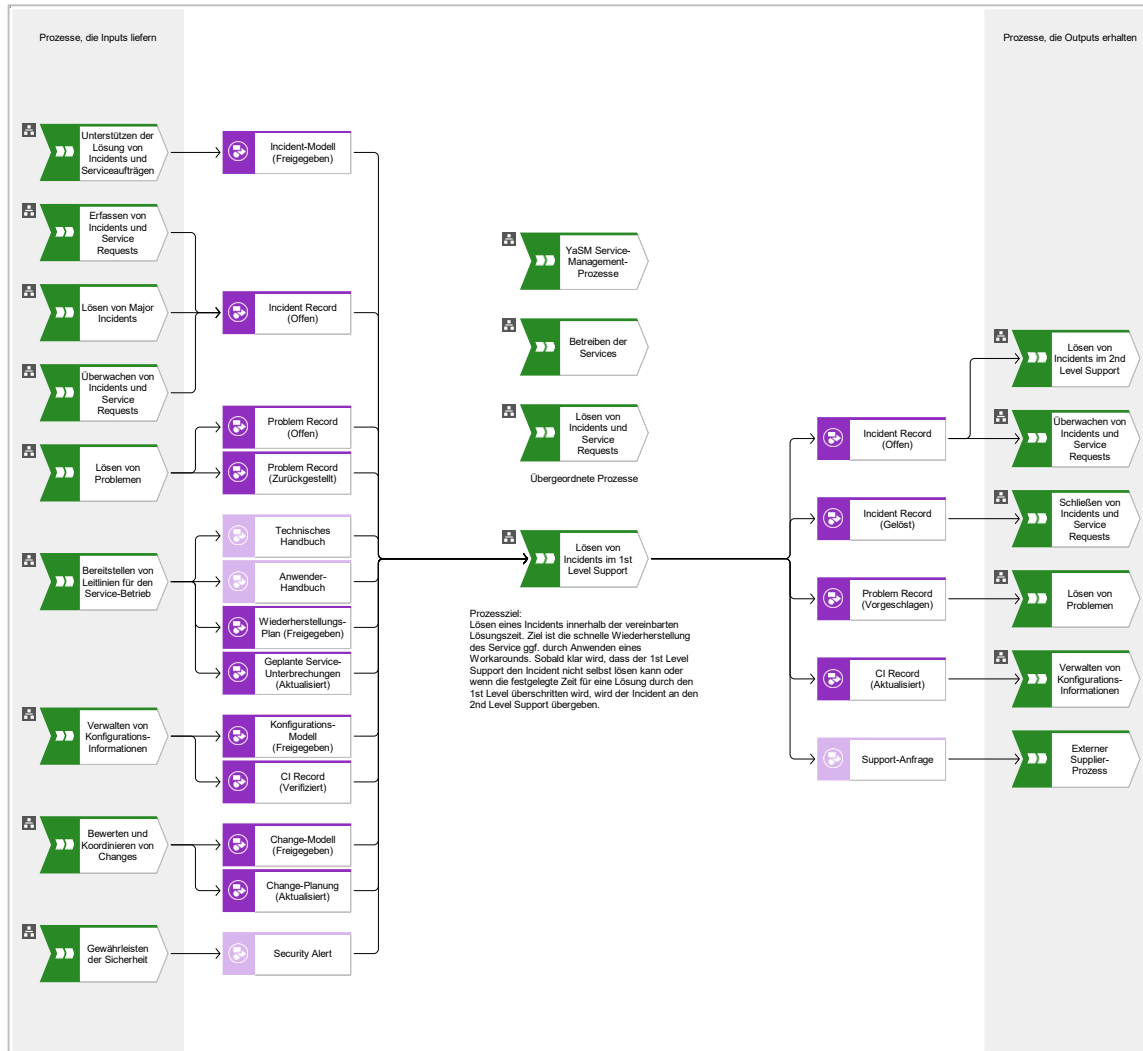 Prozesse, die Inputs liefern
Prozesse, die Outputs erhalten
Unterstützen der
Lösung von
Incidents und
Serviceaufträgen
Incident-Modell
(Freigegeben)
Erfassen von
Incidents und
Service
Requests
Lösen von Major
Incidents
Incident Record
(Offen)
Überwachen von
Incidents und
Service
Requests
Lösen von
Problemen
Problem Record
(Offen)
Problem Record
(Zurückgestellt)
Bereitstellen von
Leitlinien für den
Service-Betrieb
Technisches
Handbuch
Anwender-
Handbuch
Wiederherstellungs-
Plan (Freigegeben)
Geplante Service-
Unterbrechungen
(Aktualisiert)
Verwalten von
Konfigurations-
Informationen
Konfigurations-
Modell
(Freigegeben)
CI Record
(Verifiziert)
Bewerten und
Koordinieren von
Changes
Change-Modell
(Freigegeben)
Change-Planung
(Aktualisiert)
Gewährleisten
der Sicherheit
Security Alert
YaSM Service-
Management-
Prozesse
Betreiben der
Services
Lösen von
Incidents und
Service
Requests
Übergeordnete Prozesse
Lösen von
Incidents im 1st
Level Support
Prozessziel:
Lösen eines Incidents innerhalb der vereinbarten
Lösungszeit. Ziel ist die schnelle Wiederherstellung
des Service ggf. durch Anwenden eines
Workarounds. Sobald klar wird, dass der 1st Level
Support den Incident nicht selbst lösen kann oder
wenn die festgelegte Zeit für eine Lösung durch den
1st Level überschritten wird, wird der Incident an den
2nd Level Support übergeben.
Incident Record
(Offen)
Incident Record
(Gelöst)
Problem Record
(Vorgeschlagen)
CI Record
(Aktualisiert)
Support-Anfrage
Lösen von
Incidents im 2nd
Level Support
Überwachen von
Incidents und
Service
Requests
Schließen von
Incidents und
Service
Requests
Lösen von
Problemen
Verwalten von
Konfigurations-
Informationen
Externer
Supplier-
Prozess